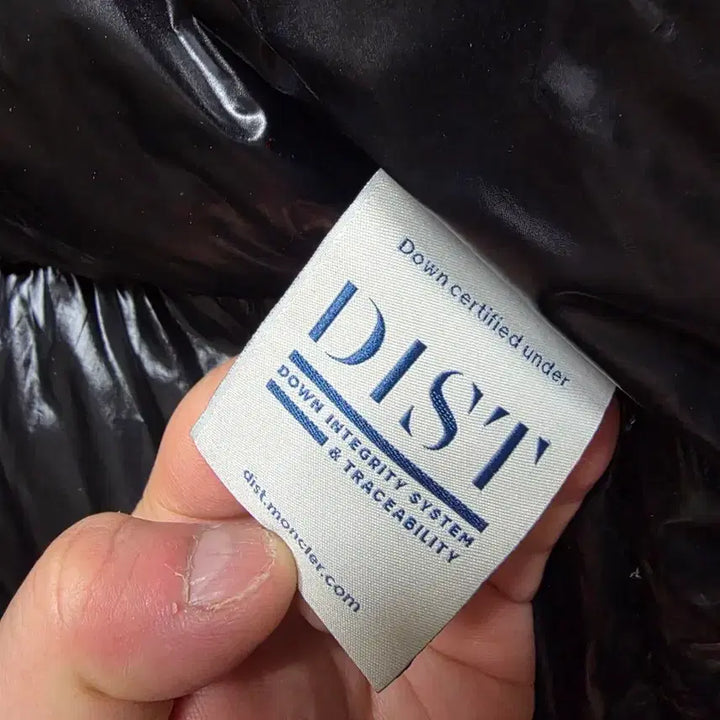 Down certified under
DIST
DOWN INTEGRITY SYSTEM
& TRACEABILITY
dist.moncler.com